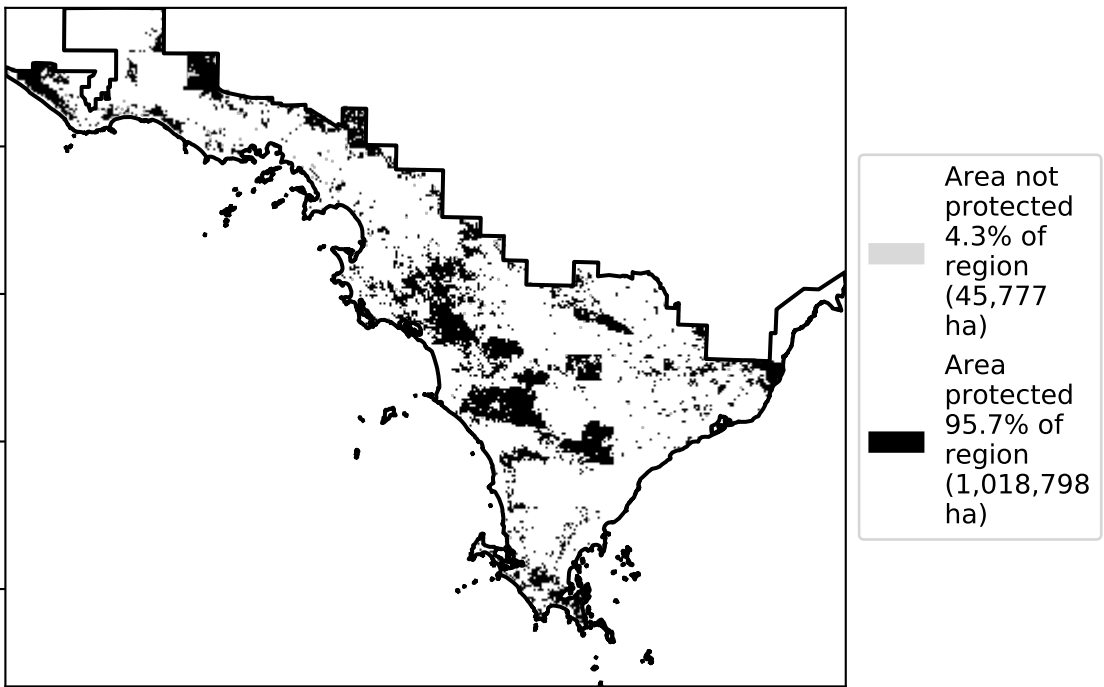 Area not
protected
4.3% of
region
(45,777
ha)
Area
protected
95.7% of
region
(1,018,798
ha)